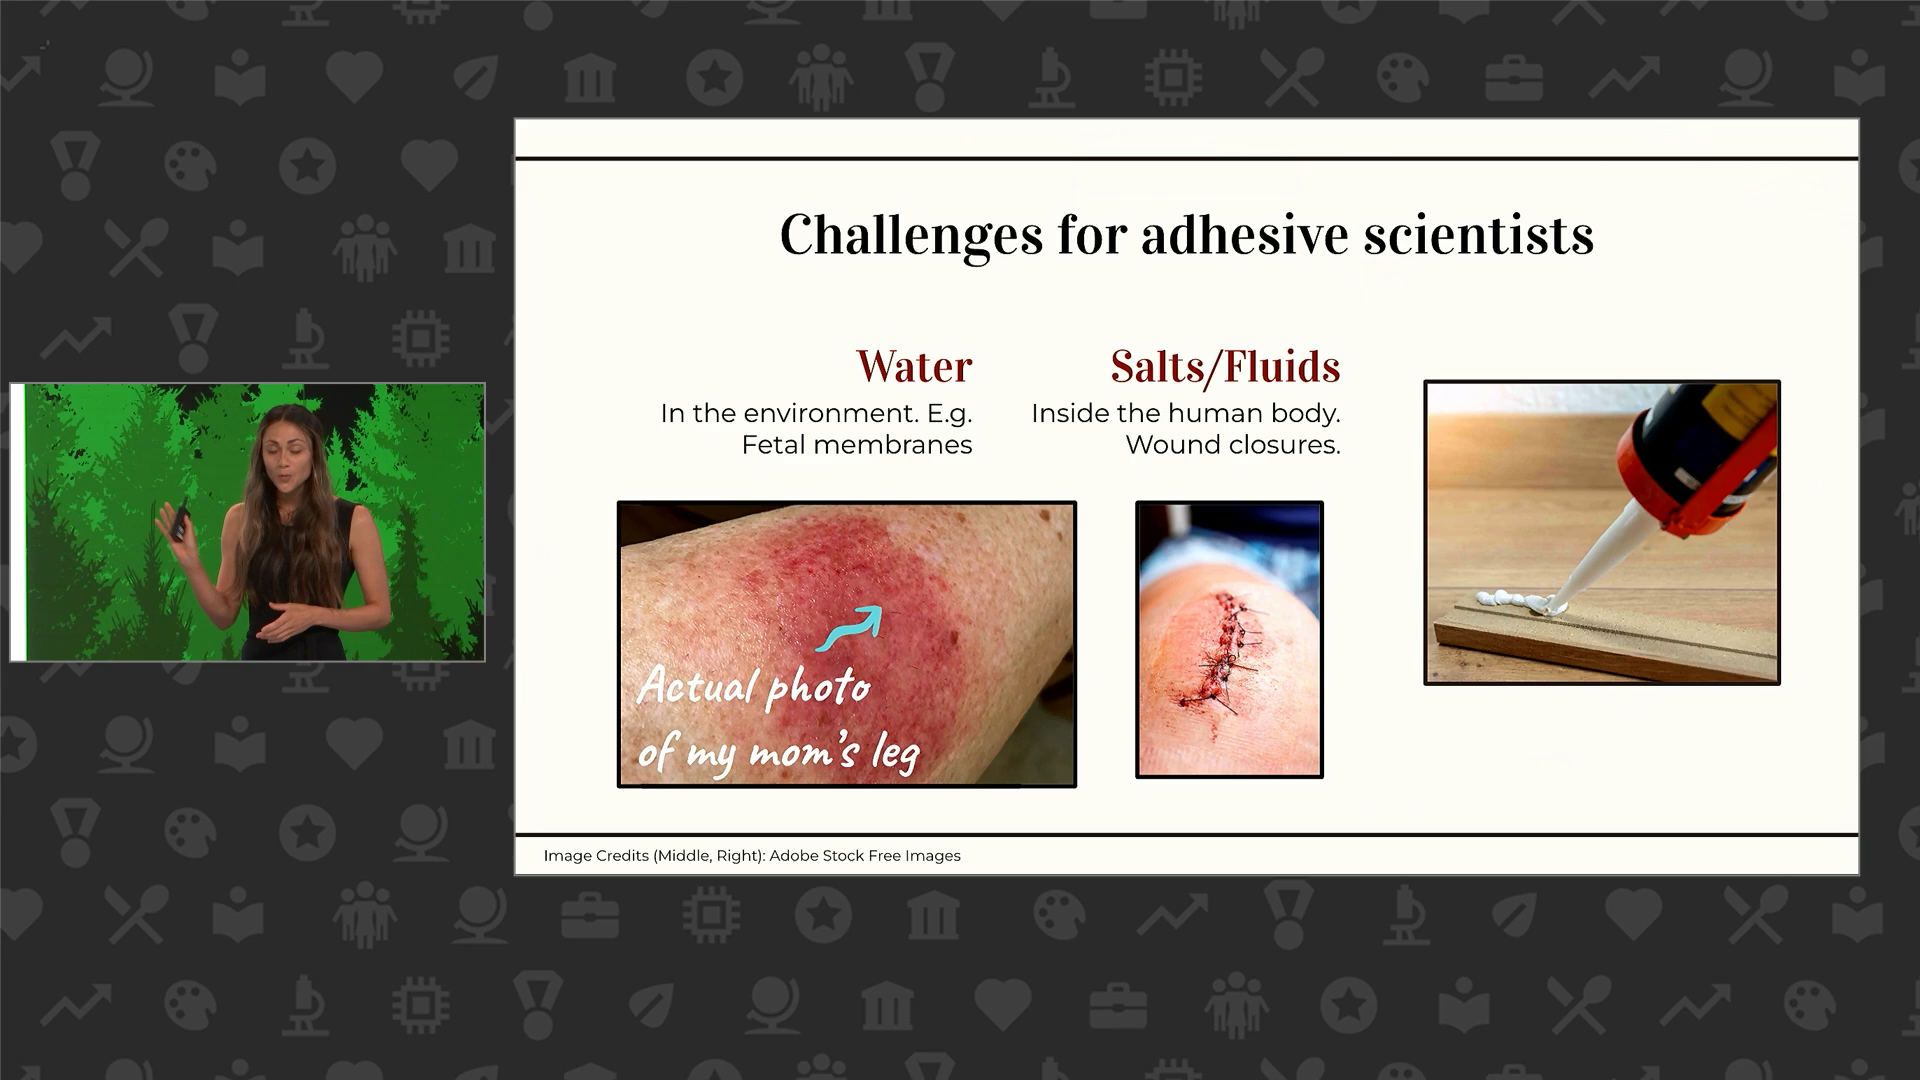 Challenges for adhesive scientists
Water
In the environment. E.g.
Fetal membranes
Salts/Fluids
Inside the human body.
Wound closures.
Actual photo
of my mom's leg
Image Credits (Middle, Right): Adobe Stock Free Images